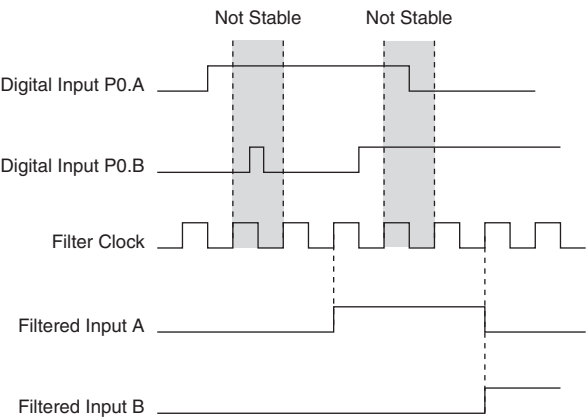 Not Stable
Not Stable
Digital Input P0.A
Digital Input P0.B
Filter Clock
Filtered Input A
Filtered Input B